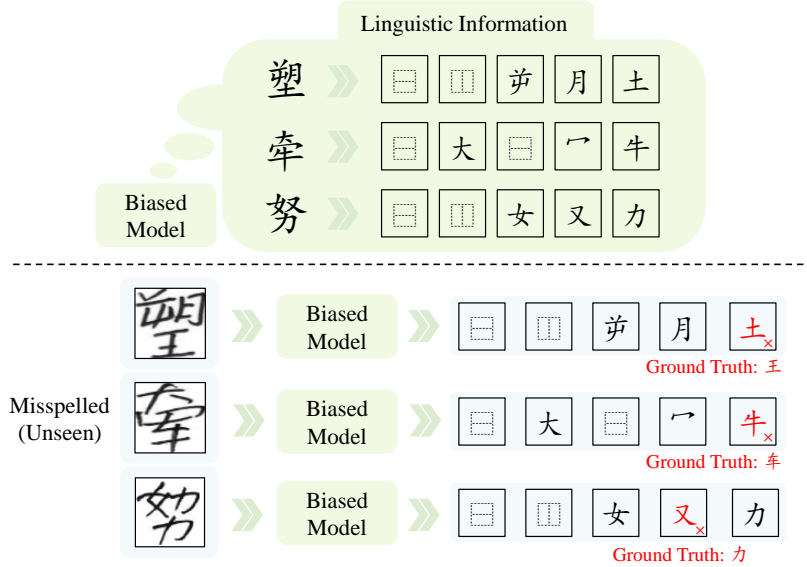 Linguistic Information
塑 屰 月 土
牵 大 冖 牛
努 女 又 力
Biased
Model
Biased
Model
屰 月 土×
Ground Truth: 王
Misspelled
(Unseen)
Biased
Model
大 冖 牛×
Ground Truth: 车
Biased
Model
女 又× 力
Ground Truth: 力